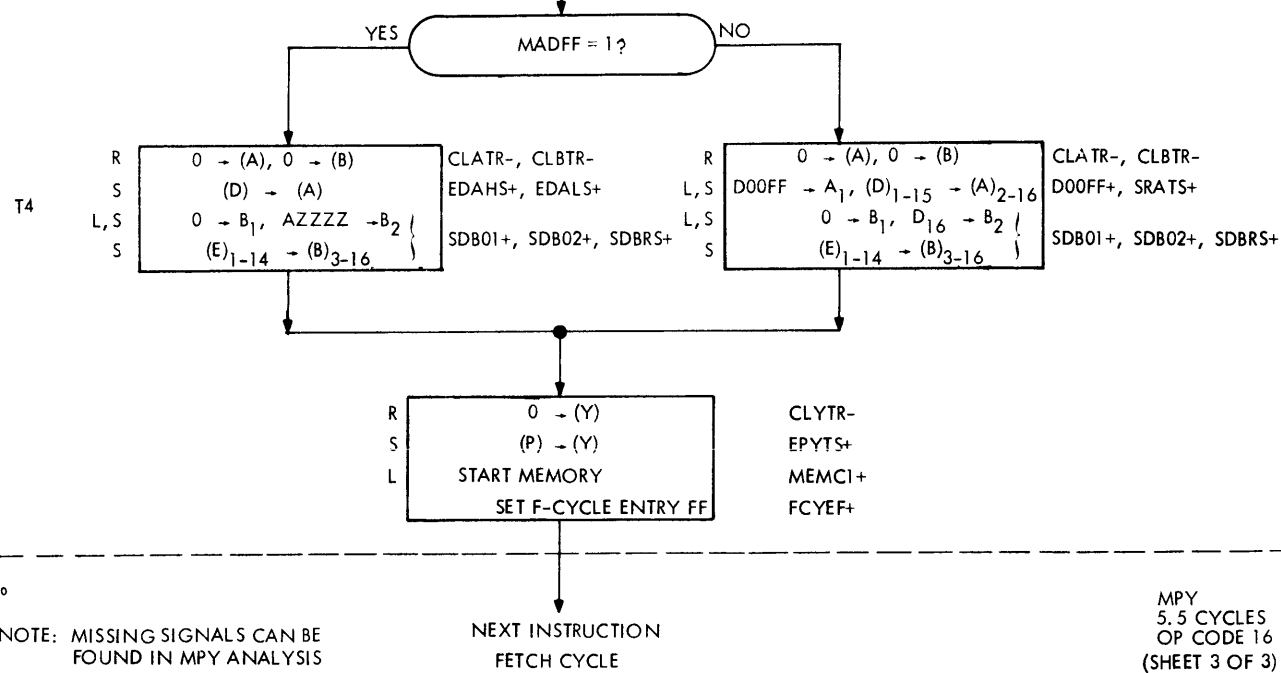 YES
MADFF = 1?
NO
T4
R 0 → (A), 0 → (B) CLATR-, CLBTR-
S (D) → (A) EDAHS+, EDALS+
L,S 0 → B1, AZZZZ → B2
SDB01+, SDB02+, SDBRS+
S (E)1-14 → (B)3-16
R 0 → (A), 0 → (B) CLATR-, CLBTR-
L,S D00FF → A1, (D)1-15 → (A)2-16 D00FF+, SRATS+
L,S 0 → B1, D16 → B2
SDB01+, SDB02+, SDBRS+
S (E)1-14 → (B)3-16
R 0 → (Y) CLYTR-
S (P) → (Y) EPYTS+
L START MEMORY MEMC1+
SET F-CYCLE ENTRY FF FCYEF+
NOTE: MISSING SIGNALS CAN BE
FOUND IN MPY ANALYSIS
NEXT INSTRUCTION
FETCH CYCLE
MPY
5.5 CYCLES
OP CODE 16
(SHEET 3 OF 3)